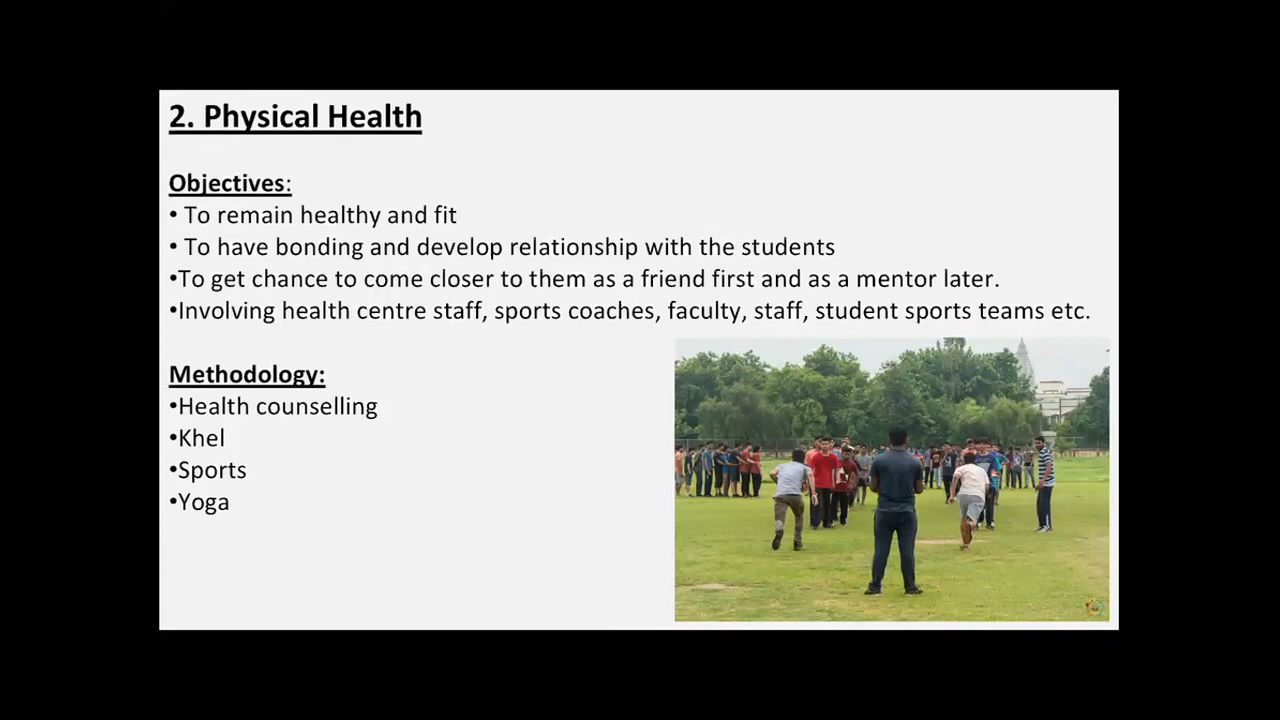 2. Physical Health
Objectives:
• To remain healthy and fit
• To have bonding and develop relationship with the students
•To get chance to come closer to them as a friend first and as a mentor later.
•Involving health centre staff, sports coaches, faculty, staff, student sports teams etc.
Methodology:
•Health counselling
•Khel
•Sports
•Yoga